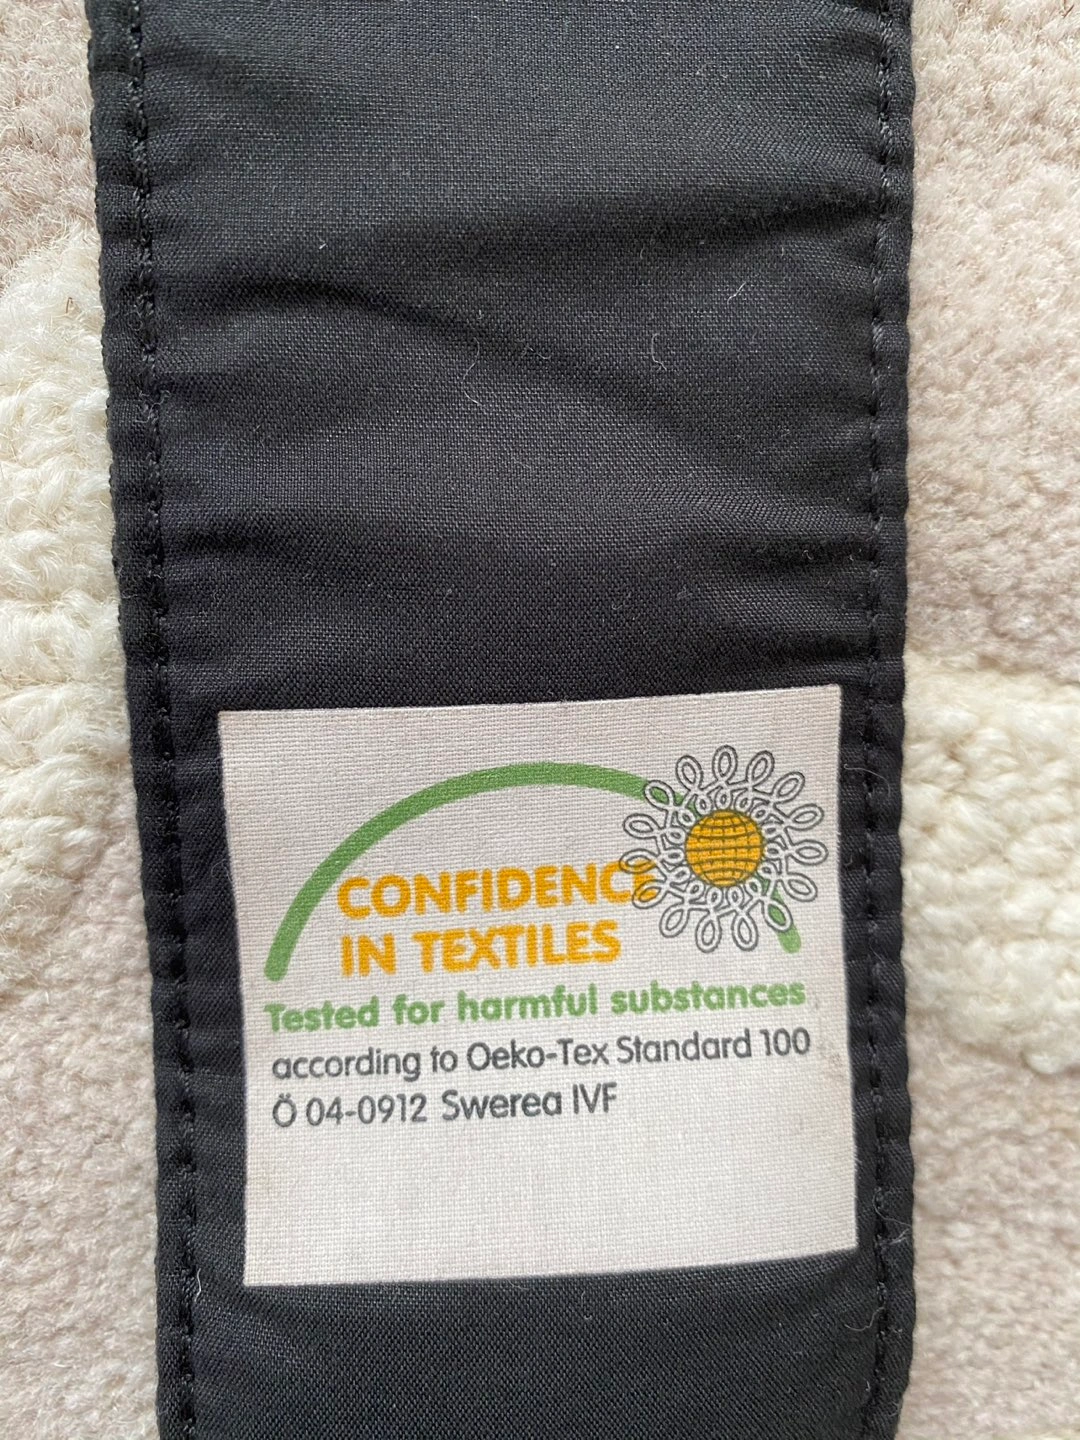 CONFIDENCE
IN TEXTILES
Tested for harmful substances
according to Oeko-Tex Standard 100
Ö 04-0912 Swerea IVF